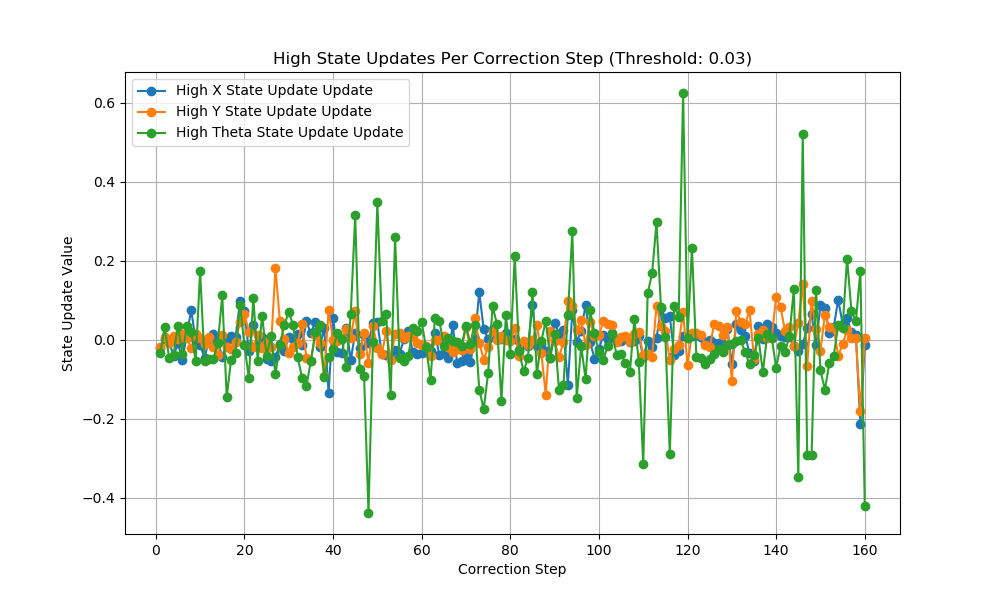 High State Updates Per Correction Step (Threshold: 0.03)
High X State Update Update
High Y State Update Update
High Theta State Update Update
State Update Value
0.6
0.4
0.2
0.0
−0.2
−0.4
0 20 40 60 80 100 120 140 160
Correction Step